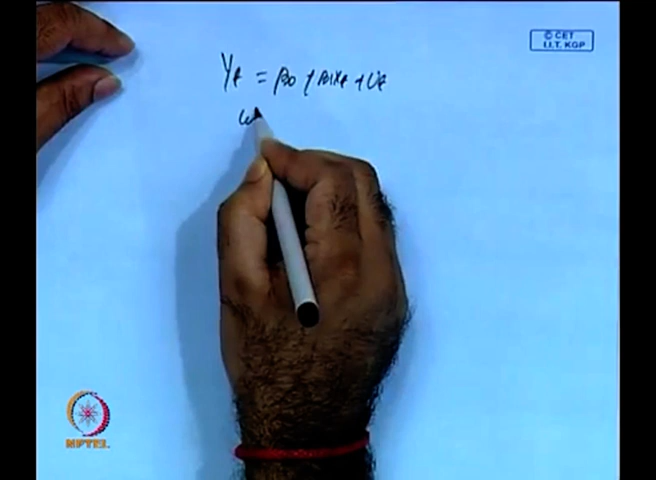 © CET
I.I.T. KGP
Yt = β0 + β1Xt + Ut
NPTEL